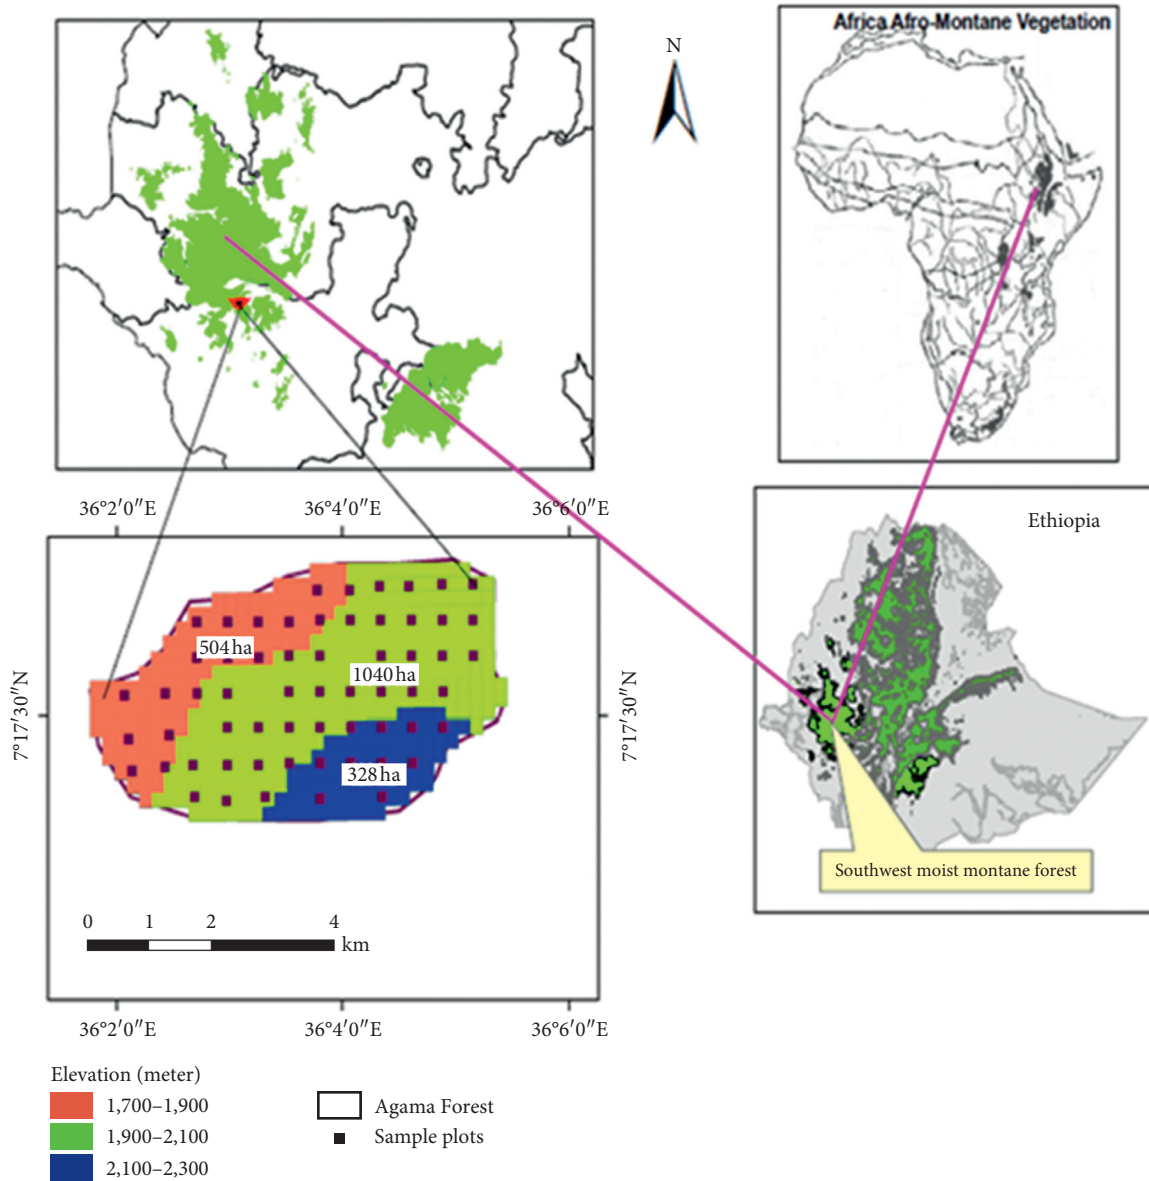 Africa Afro-Montane Vegetation
N
36°2′0″E 36°4′0″E 36°6′0″E
Ethiopia
504 ha
1040 ha
328 ha
7°17′30″N
7°17′30″N
Southwest moist montane forest
0 1 2 4
km
36°2′0″E 36°4′0″E 36°6′0″E
Elevation (meter)
1,700–1,900
1,900–2,100
2,100–2,300
Agama Forest
Sample plots